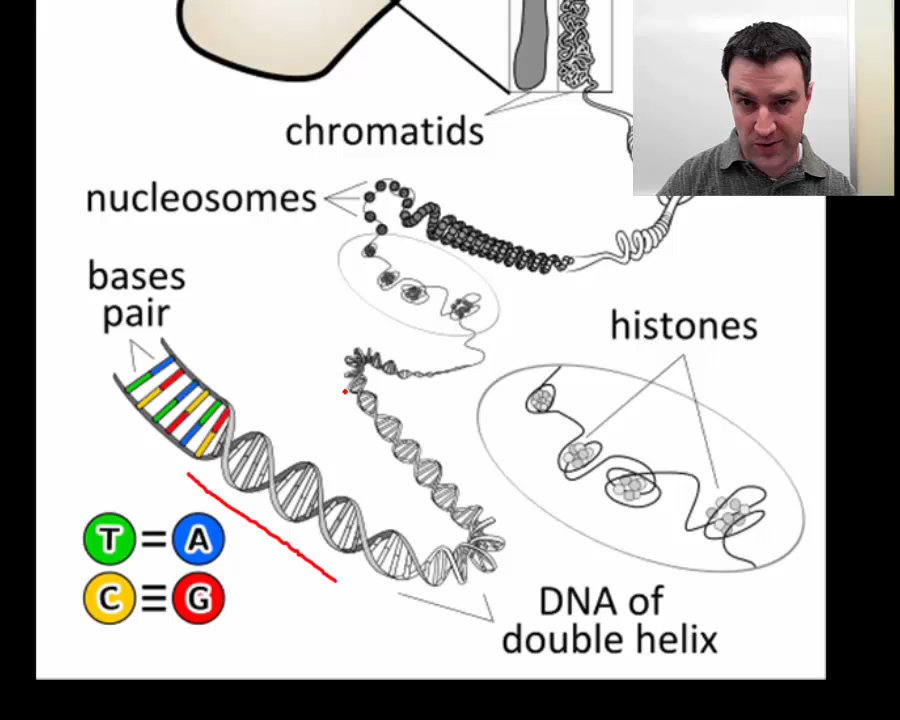 chromatids
nucleosomes
bases
pair
histones
T = A
C ≡ G
DNA of
double helix